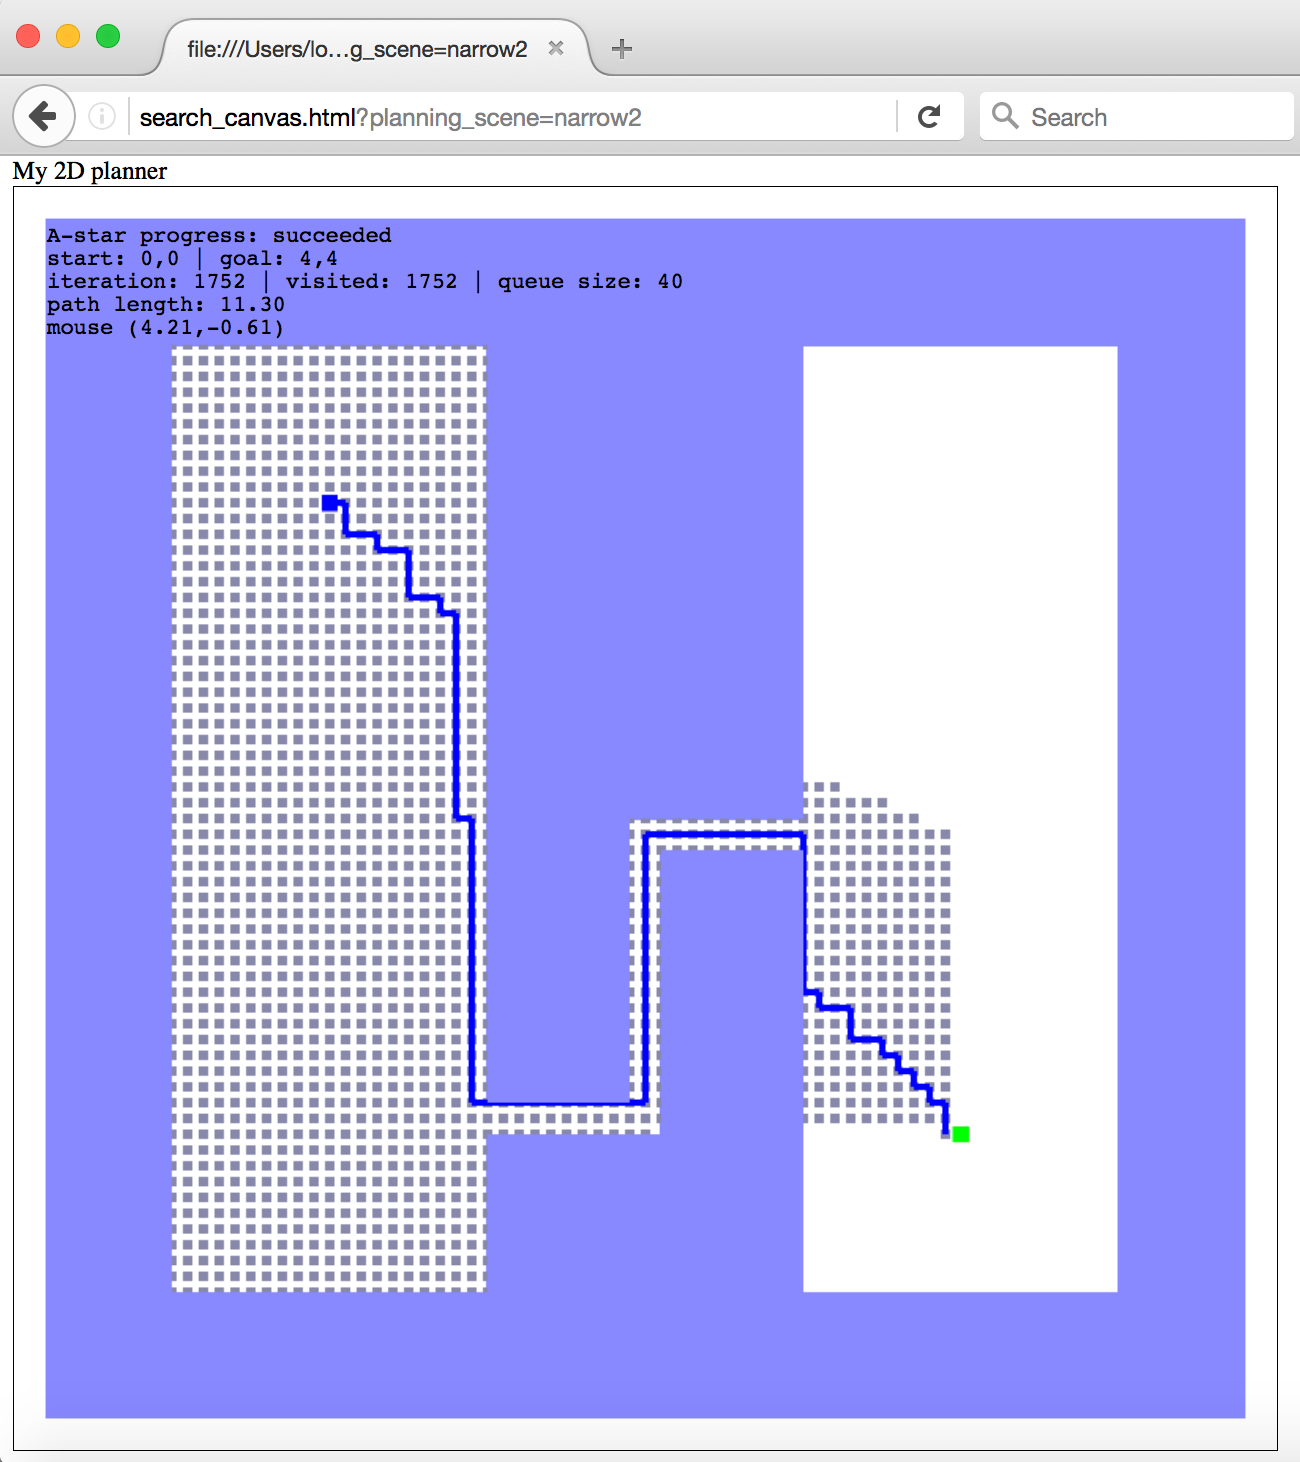 file:///Users/lo…g_scene=narrow2
search_canvas.html?planning_scene=narrow2
Search
My 2D planner
A-star progress: succeeded
start: 0,0 | goal: 4,4
iteration: 1752 | visited: 1752 | queue size: 40
path length: 11.30
mouse (4.21,-0.61)